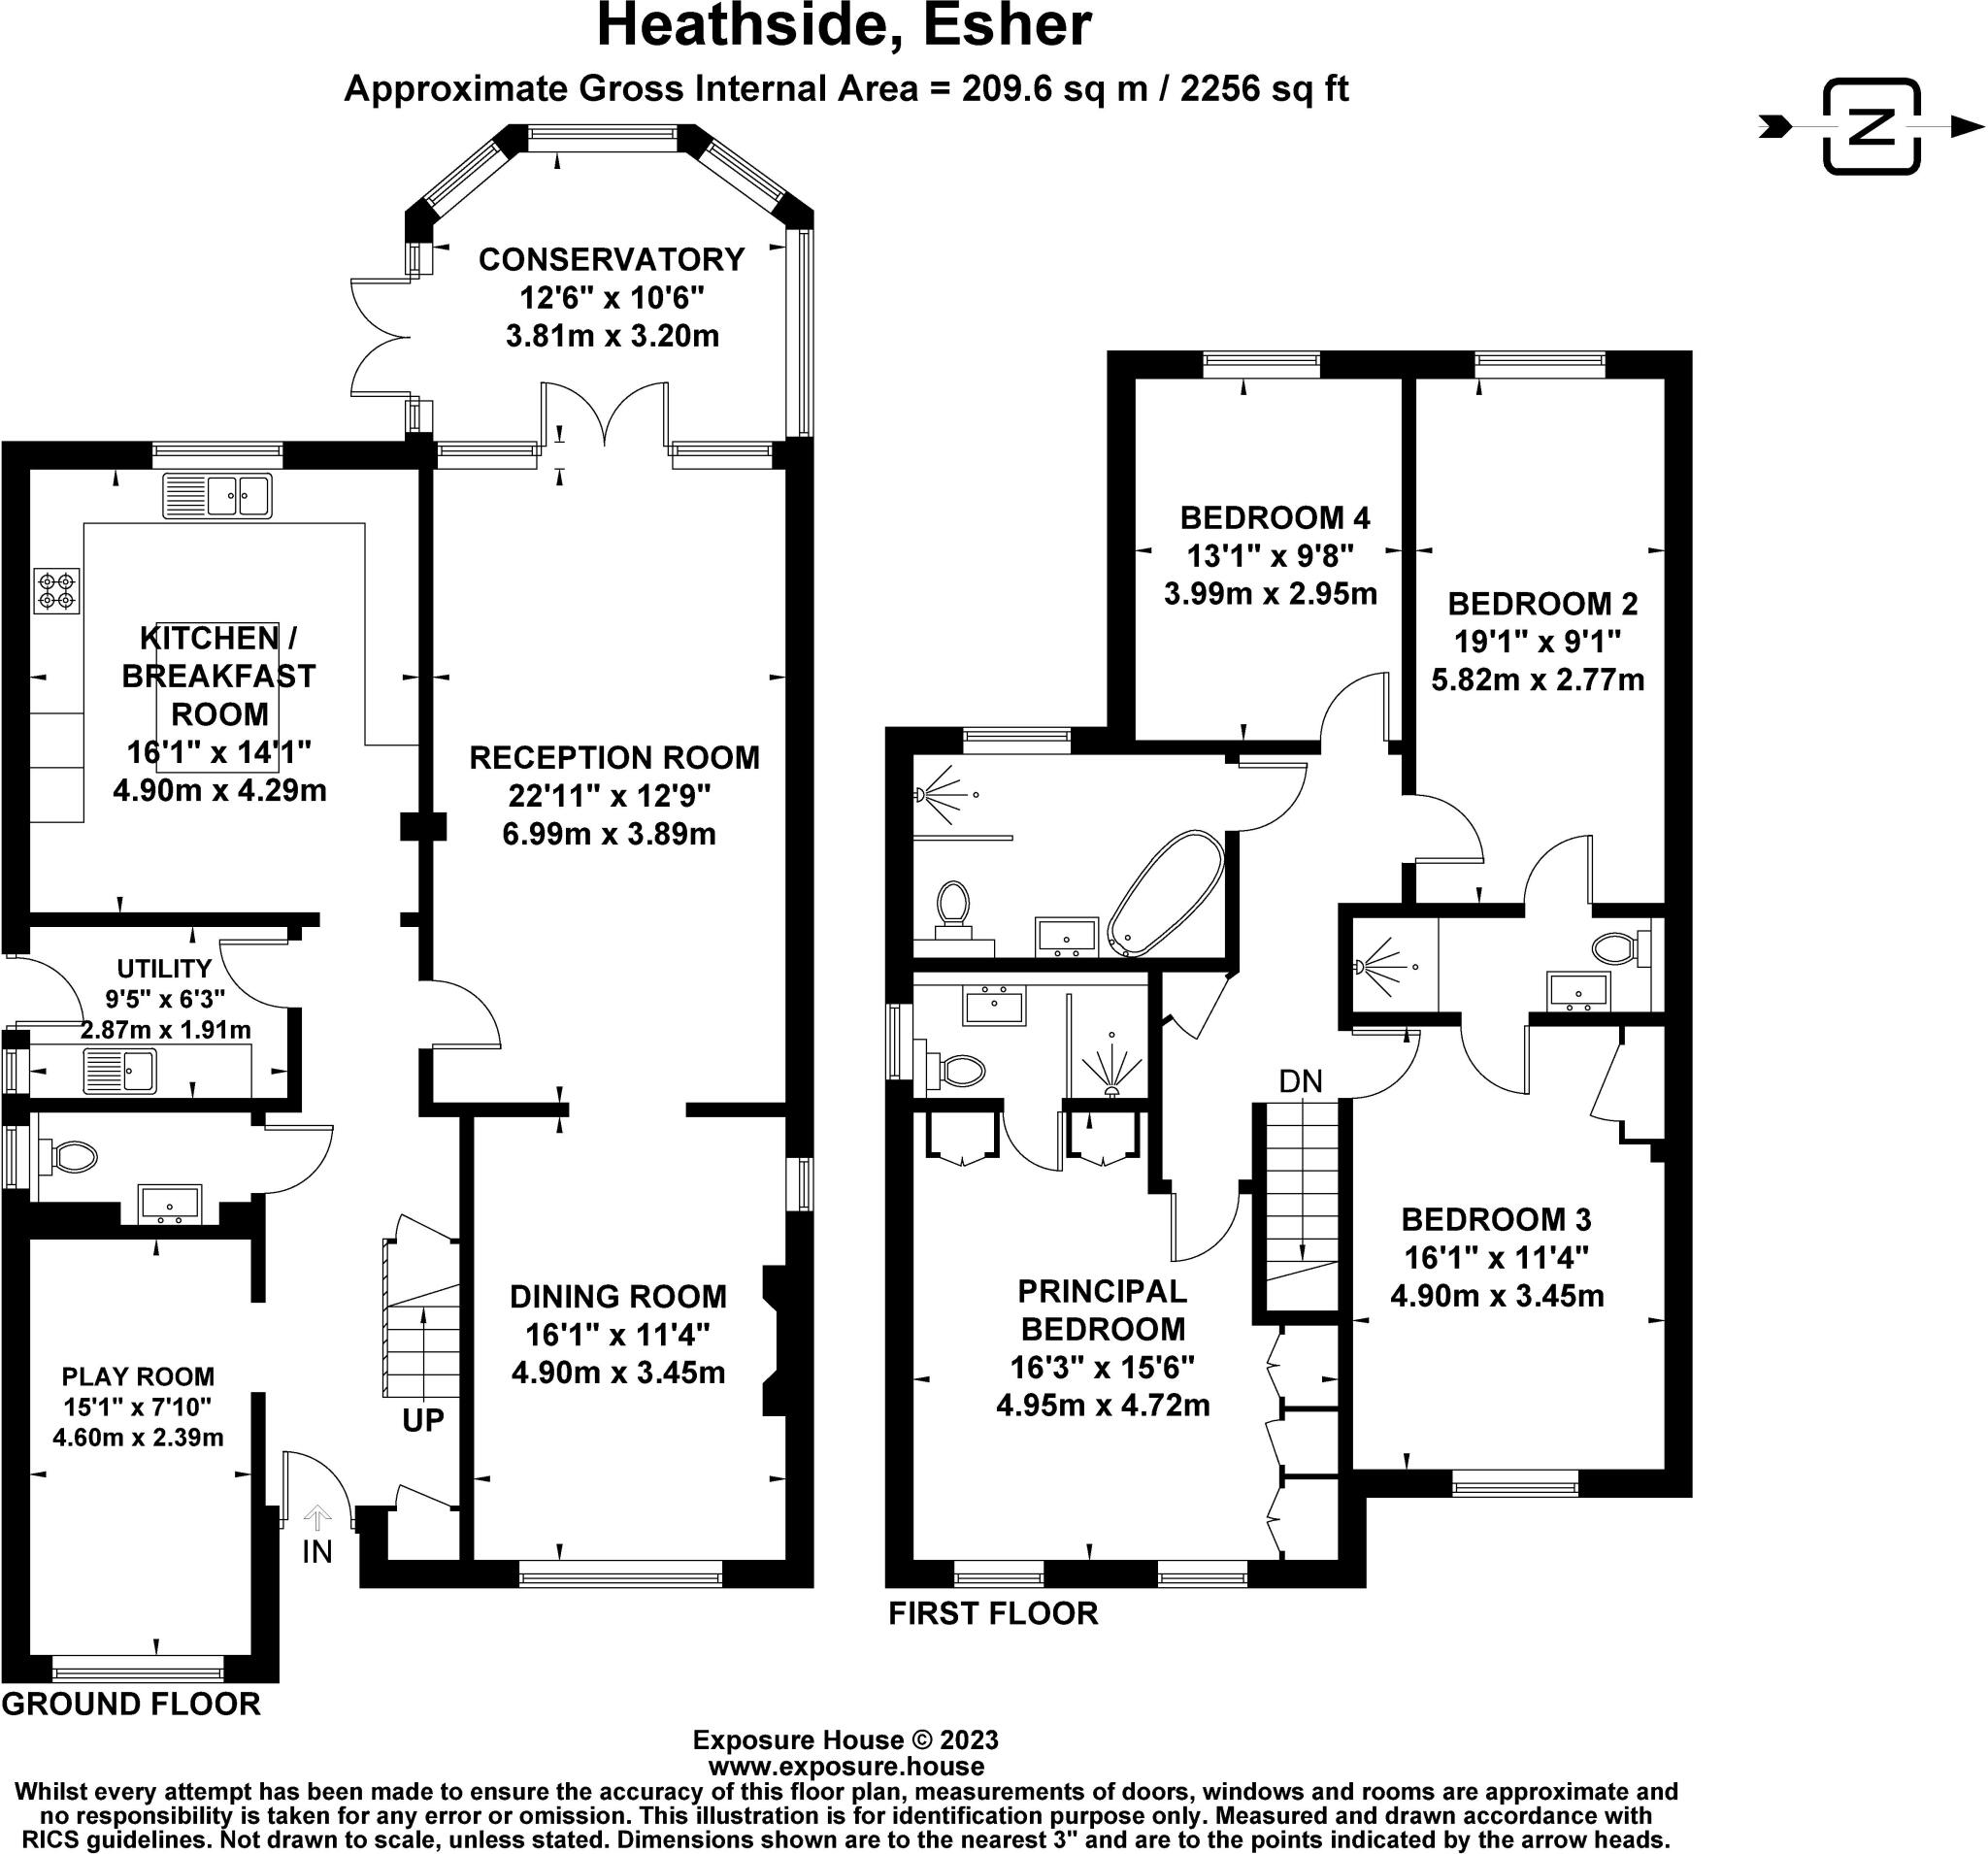 Heathside, Esher
Approximate Gross Internal Area = 209.6 sq m / 2256 sq ft
N
CONSERVATORY
12'6" x 10'6"
3.81m x 3.20m
KITCHEN /
BREAKFAST
ROOM
16'1" x 14'1"
4.90m x 4.29m
RECEPTION ROOM
22'11" x 12'9"
6.99m x 3.89m
UTILITY
9'5" x 6'3"
2.87m x 1.91m
DINING ROOM
16'1" x 11'4"
4.90m x 3.45m
PLAY ROOM
15'1" x 7'10"
4.60m x 2.39m
UP
IN
GROUND FLOOR
BEDROOM 4
13'1" x 9'8"
3.99m x 2.95m
BEDROOM 2
19'1" x 9'1"
5.82m x 2.77m
DN
BEDROOM 3
16'1" x 11'4"
4.90m x 3.45m
PRINCIPAL
BEDROOM
16'3" x 15'6"
4.95m x 4.72m
FIRST FLOOR
Exposure House © 2023
www.exposure.house
Whilst every attempt has been made to ensure the accuracy of this floor plan, measurements of doors, windows and rooms are approximate and
no responsibility is taken for any error or omission. This illustration is for identification purpose only. Measured and drawn accordance with
RICS guidelines. Not drawn to scale, unless stated. Dimensions shown are to the nearest 3" and are to the points indicated by the arrow heads.